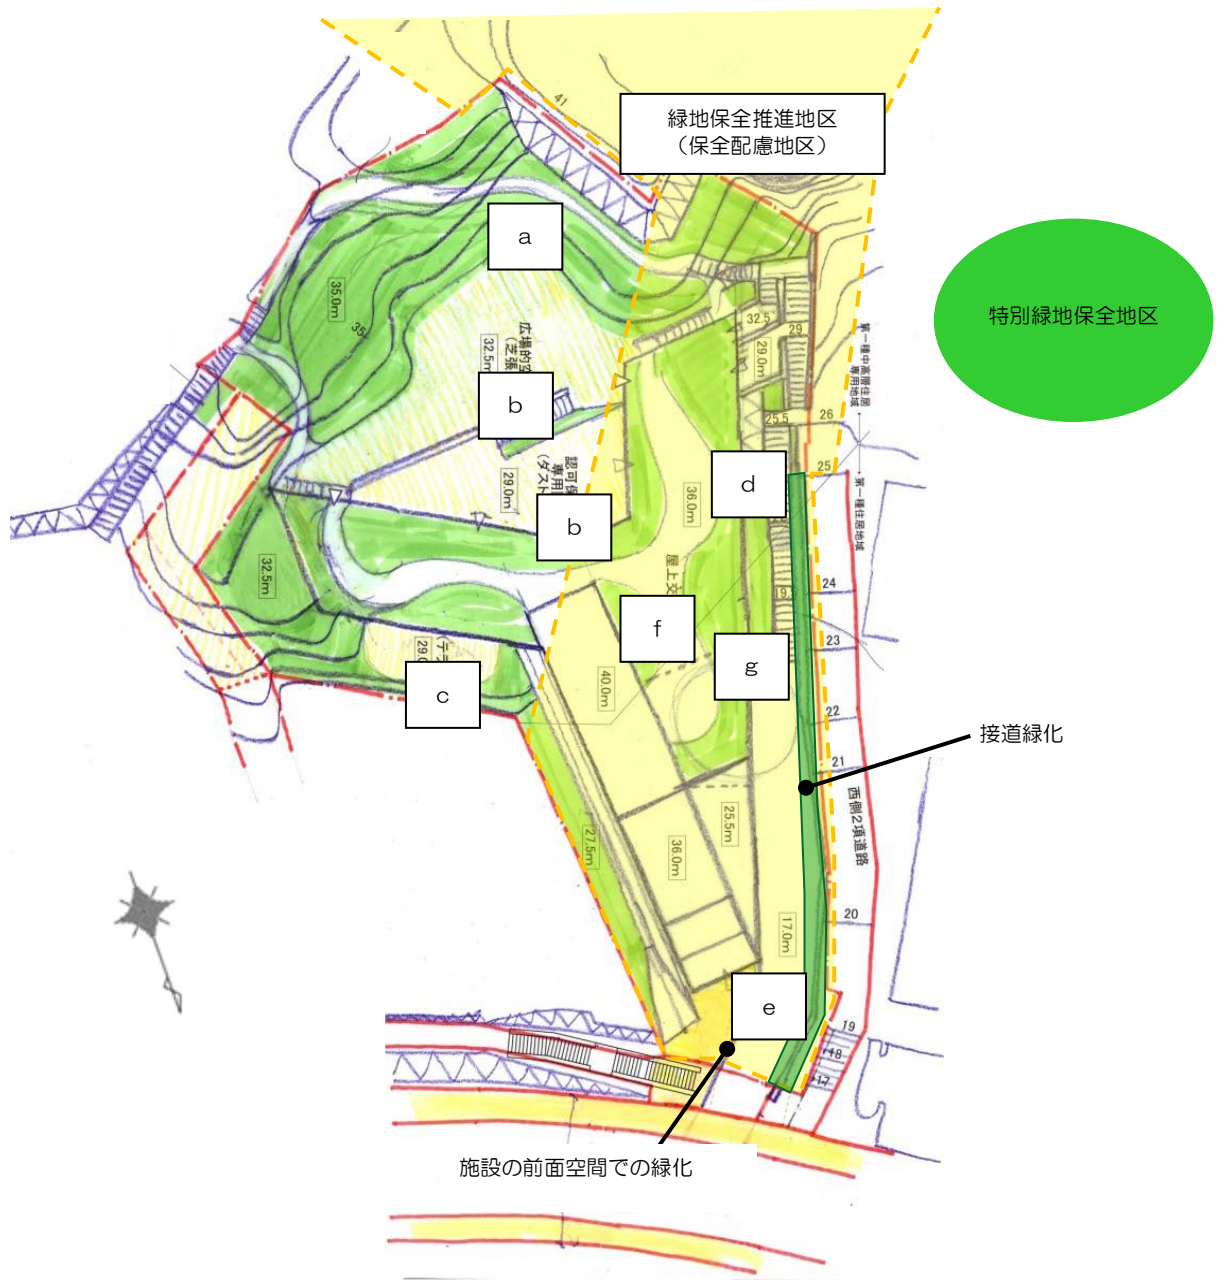 41
緑地保全推進地区
（保全配慮地区）
a
特別緑地保全地区
35.0m
35
32.5
29
29.0m
第一種中高層住居
専用地域
広場的空
（芝張
32.5m
b
25.5
26
25
認可保
専用
（ダスト
29.0m
d
第一種住居地域
36.0m
b
屋上交
24
19.
32.5m
f
23
g
29.0
c
40.0m
22
接道緑化
21
西側2項道路
25.5m
27.5m
36.0m
20
17.0m
e
19
18
17
施設の前面空間での緑化